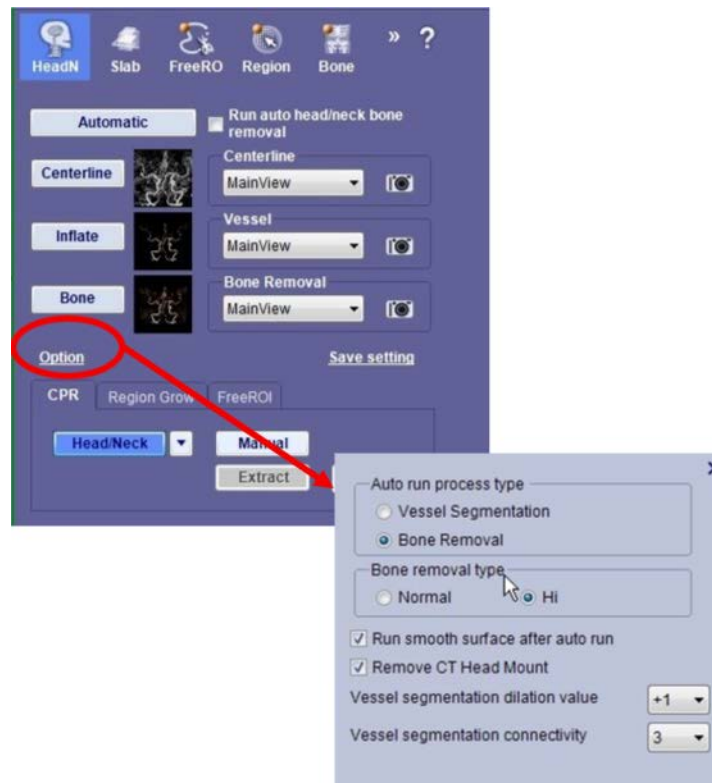 HeadN Slab FreeRO Region Bone » ?
Automatic
Run auto head/neck bone
removal
Centerline
Centerline
MainView
Inflate
Vessel
MainView
Bone
Bone Removal
MainView
Option Save setting
CPR Region Grow FreeROI
Head/Neck Manual
Extract
Auto run process type
Vessel Segmentation
Bone Removal
Bone removal type
Normal Hi
Run smooth surface after auto run
Remove CT Head Mount
Vessel segmentation dilation value +1
Vessel segmentation connectivity 3